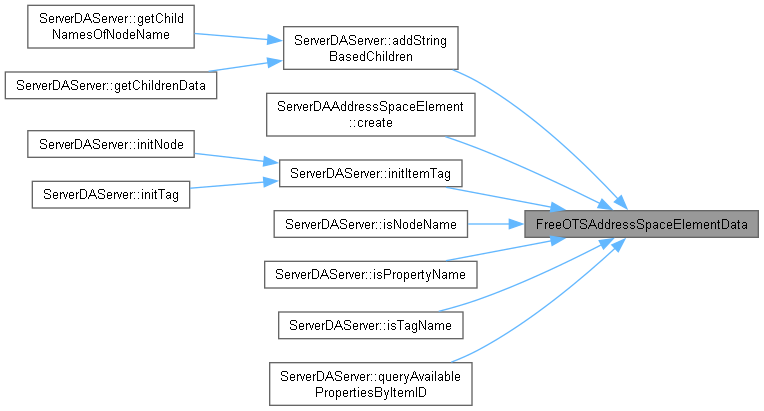 ServerDAServer::getChild
NamesOfNodeName
ServerDAServer::addString
BasedChildren
ServerDAServer::getChildrenData
ServerDAAddressSpaceElement
::create
ServerDAServer::initNode
ServerDAServer::initItemTag
ServerDAServer::initTag
ServerDAServer::isNodeName
FreeOTSAddressSpaceElementData
ServerDAServer::isPropertyName
ServerDAServer::isTagName
ServerDAServer::queryAvailable
PropertiesByItemID